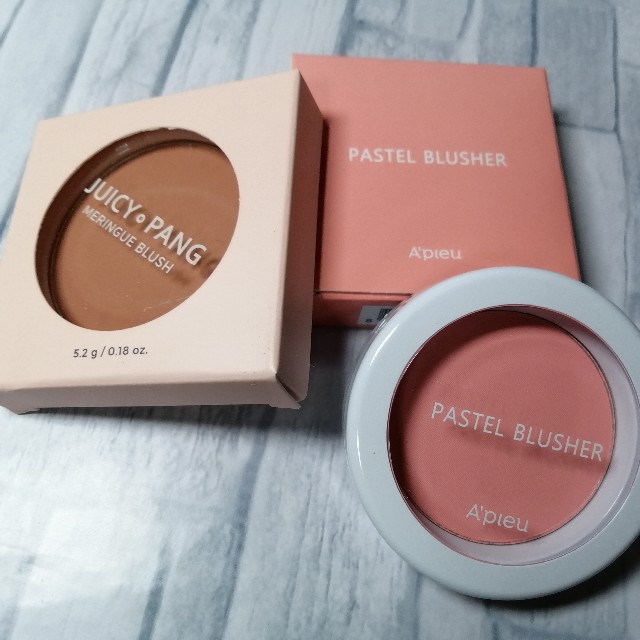 JUICY PANG
MERINGUE BLUSH
5.2 g / 0.18 oz.
PASTEL BLUSHER
A'pieu
PASTEL BLUSHER
A'pieu